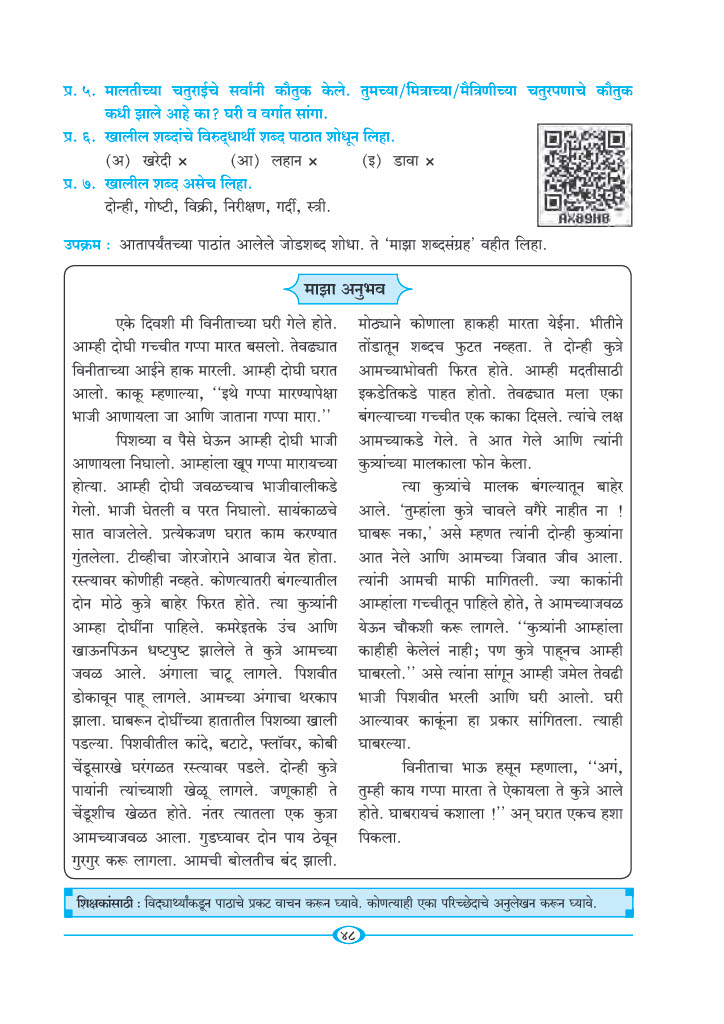 प्र. ५. मालतीच्या चतुराईचे सर्वांनी कौतुक केले. तुमच्या/मित्राच्या/मैत्रिणीच्या चतुरपणाचे कौतुक
कधी झाले आहे का? घरी व वर्गात सांगा.
प्र. ६. खालील शब्दांचे विरुद्धार्थी शब्द पाठात शोधून लिहा.
(अ) खरेदी × (आ) लहान × (इ) डावा ×
प्र. ७. खालील शब्द असेच लिहा.
दोन्ही, गोष्टी, विक्री, निरीक्षण, गर्दी, स्त्री.
AX89H8
उपक्रम : आतापर्यंतच्या पाठांत आलेले जोडशब्द शोधा. ते ‘माझा शब्दसंग्रह’ वहीत लिहा.
माझा अनुभव
एके दिवशी मी विनीताच्या घरी गेले होते.
आम्ही दोघी गच्चीत गप्पा मारत बसलो. तेवढ्यात
विनीताच्या आईने हाक मारली. आम्ही दोघी घरात
आलो. काकू म्हणाल्या, ‘‘इथे गप्पा मारण्यापेक्षा
भाजी आणायला जा आणि जाताना गप्पा मारा.’’
पिशव्या व पैसे घेऊन आम्ही दोघी भाजी
आणायला निघालो. आम्हांला खूप गप्पा मारायच्या
होत्या. आम्ही दोघी जवळच्याच भाजीवालीकडे
गेलो. भाजी घेतली व परत निघालो. सायंकाळचे
सात वाजलेले. प्रत्येकजण घरात काम करण्यात
गुंतलेला. टीव्हीचा जोरजोराने आवाज येत होता.
रस्त्यावर कोणीही नव्हते. कोणत्यातरी बंगल्यातील
दोन मोठे कुत्रे बाहेर फिरत होते. त्या कुत्र्यांनी
आम्हा दोघींना पाहिले. कमरेइतके उंच आणि
खाऊनपिऊन धष्टपुष्ट झालेले ते कुत्रे आमच्या
जवळ आले. अंगाला चाटू लागले. पिशवीत
डोकावून पाहू लागले. आमच्या अंगाचा थरकाप
झाला. घाबरून दोघींच्या हातातील पिशव्या खाली
पडल्या. पिशवीतील कांदे, बटाटे, फ्लॉवर, कोबी
चेंडूसारखे घरंगळत रस्त्यावर पडले. दोन्ही कुत्रे
पायांनी त्यांच्याशी खेळू लागले. जणूकाही ते
चेंडूशीच खेळत होते. नंतर त्यातला एक कुत्रा
आमच्याजवळ आला. गुडघ्यावर दोन पाय ठेवून
गुरगुर करू लागला. आमची बोलतीच बंद झाली.
मोठ्याने कोणाला हाकही मारता येईना. भीतीने
तोंडातून शब्दच फुटत नव्हता. ते दोन्ही कुत्रे
आमच्याभोवती फिरत होते. आम्ही मदतीसाठी
इकडेतिकडे पाहत होतो. तेवढ्यात मला एका
बंगल्याच्या गच्चीत एक काका दिसले. त्यांचे लक्ष
आमच्याकडे गेले. ते आत गेले आणि त्यांनी
कुत्र्यांच्या मालकाला फोन केला.
त्या कुत्र्यांचे मालक बंगल्यातून बाहेर
आले. ‘तुम्हांला कुत्रे चावले वगैरे नाहीत ना !
घाबरू नका,’ असे म्हणत त्यांनी दोन्ही कुत्र्यांना
आत नेले आणि आमच्या जिवात जीव आला.
त्यांनी आमची माफी मागितली. ज्या काकांनी
आम्हांला गच्चीतून पाहिले होते, ते आमच्याजवळ
येऊन चौकशी करू लागले. ‘‘कुत्र्यांनी आम्हांला
काहीही केलेलं नाही; पण कुत्रे पाहूनच आम्ही
घाबरलो.’’ असे त्यांना सांगून आम्ही जमेल तेवढी
भाजी पिशवीत भरली आणि घरी आलो. घरी
आल्यावर काकूंना हा प्रकार सांगितला. त्याही
घाबरल्या.
विनीताचा भाऊ हसून म्हणाला, ‘‘अगं,
तुम्ही काय गप्पा मारता ते ऐकायला ते कुत्रे आले
होते. घाबरायचं कशाला !’’ अन् घरात एकच हशा
पिकला.
शिक्षकांसाठी : विद्यार्थ्यांकडून पाठाचे प्रकट वाचन करून घ्यावे. कोणत्याही एका परिच्छेदाचे अनुलेखन करून घ्यावे.
४८